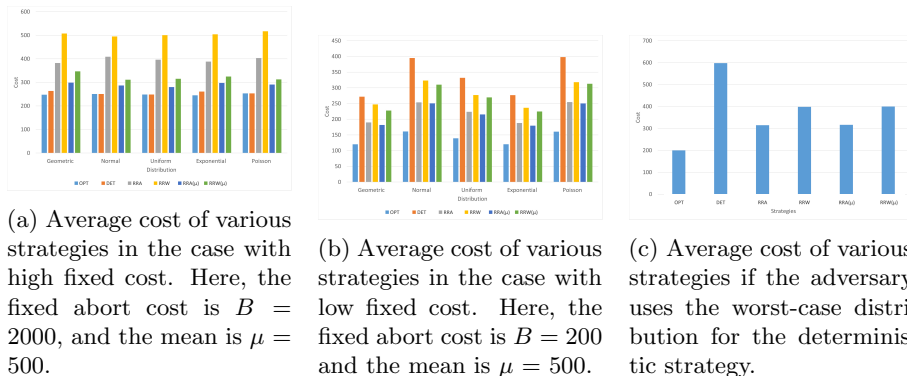 600
500
400
300
200
100
0
Cost
Geometric Normal Uniform Exponential Poisson
Distribution
OPT DET RRA RRW RRA(μ) RRW(μ)
(a) Average cost of various
strategies in the case with
high fixed cost. Here, the
fixed abort cost is B =
2000, and the mean is μ =
500.
450
400
350
300
250
200
150
100
50
0
Cost
Geometric Normal Uniform Exponential Poisson
Distribution
OPT DET RRA RRW RRA(μ) RRW(μ)
(b) Average cost of various
strategies in the case with
low fixed cost. Here, the
fixed abort cost is B = 200
and the mean is μ = 500.
700
600
500
400
300
200
100
0
Cost
OPT DET RRA RRW RRA(μ) RRW(μ)
Strategies
(c) Average cost of various
strategies if the adversary
uses the worst-case distri
bution for the determinis
tic strategy.